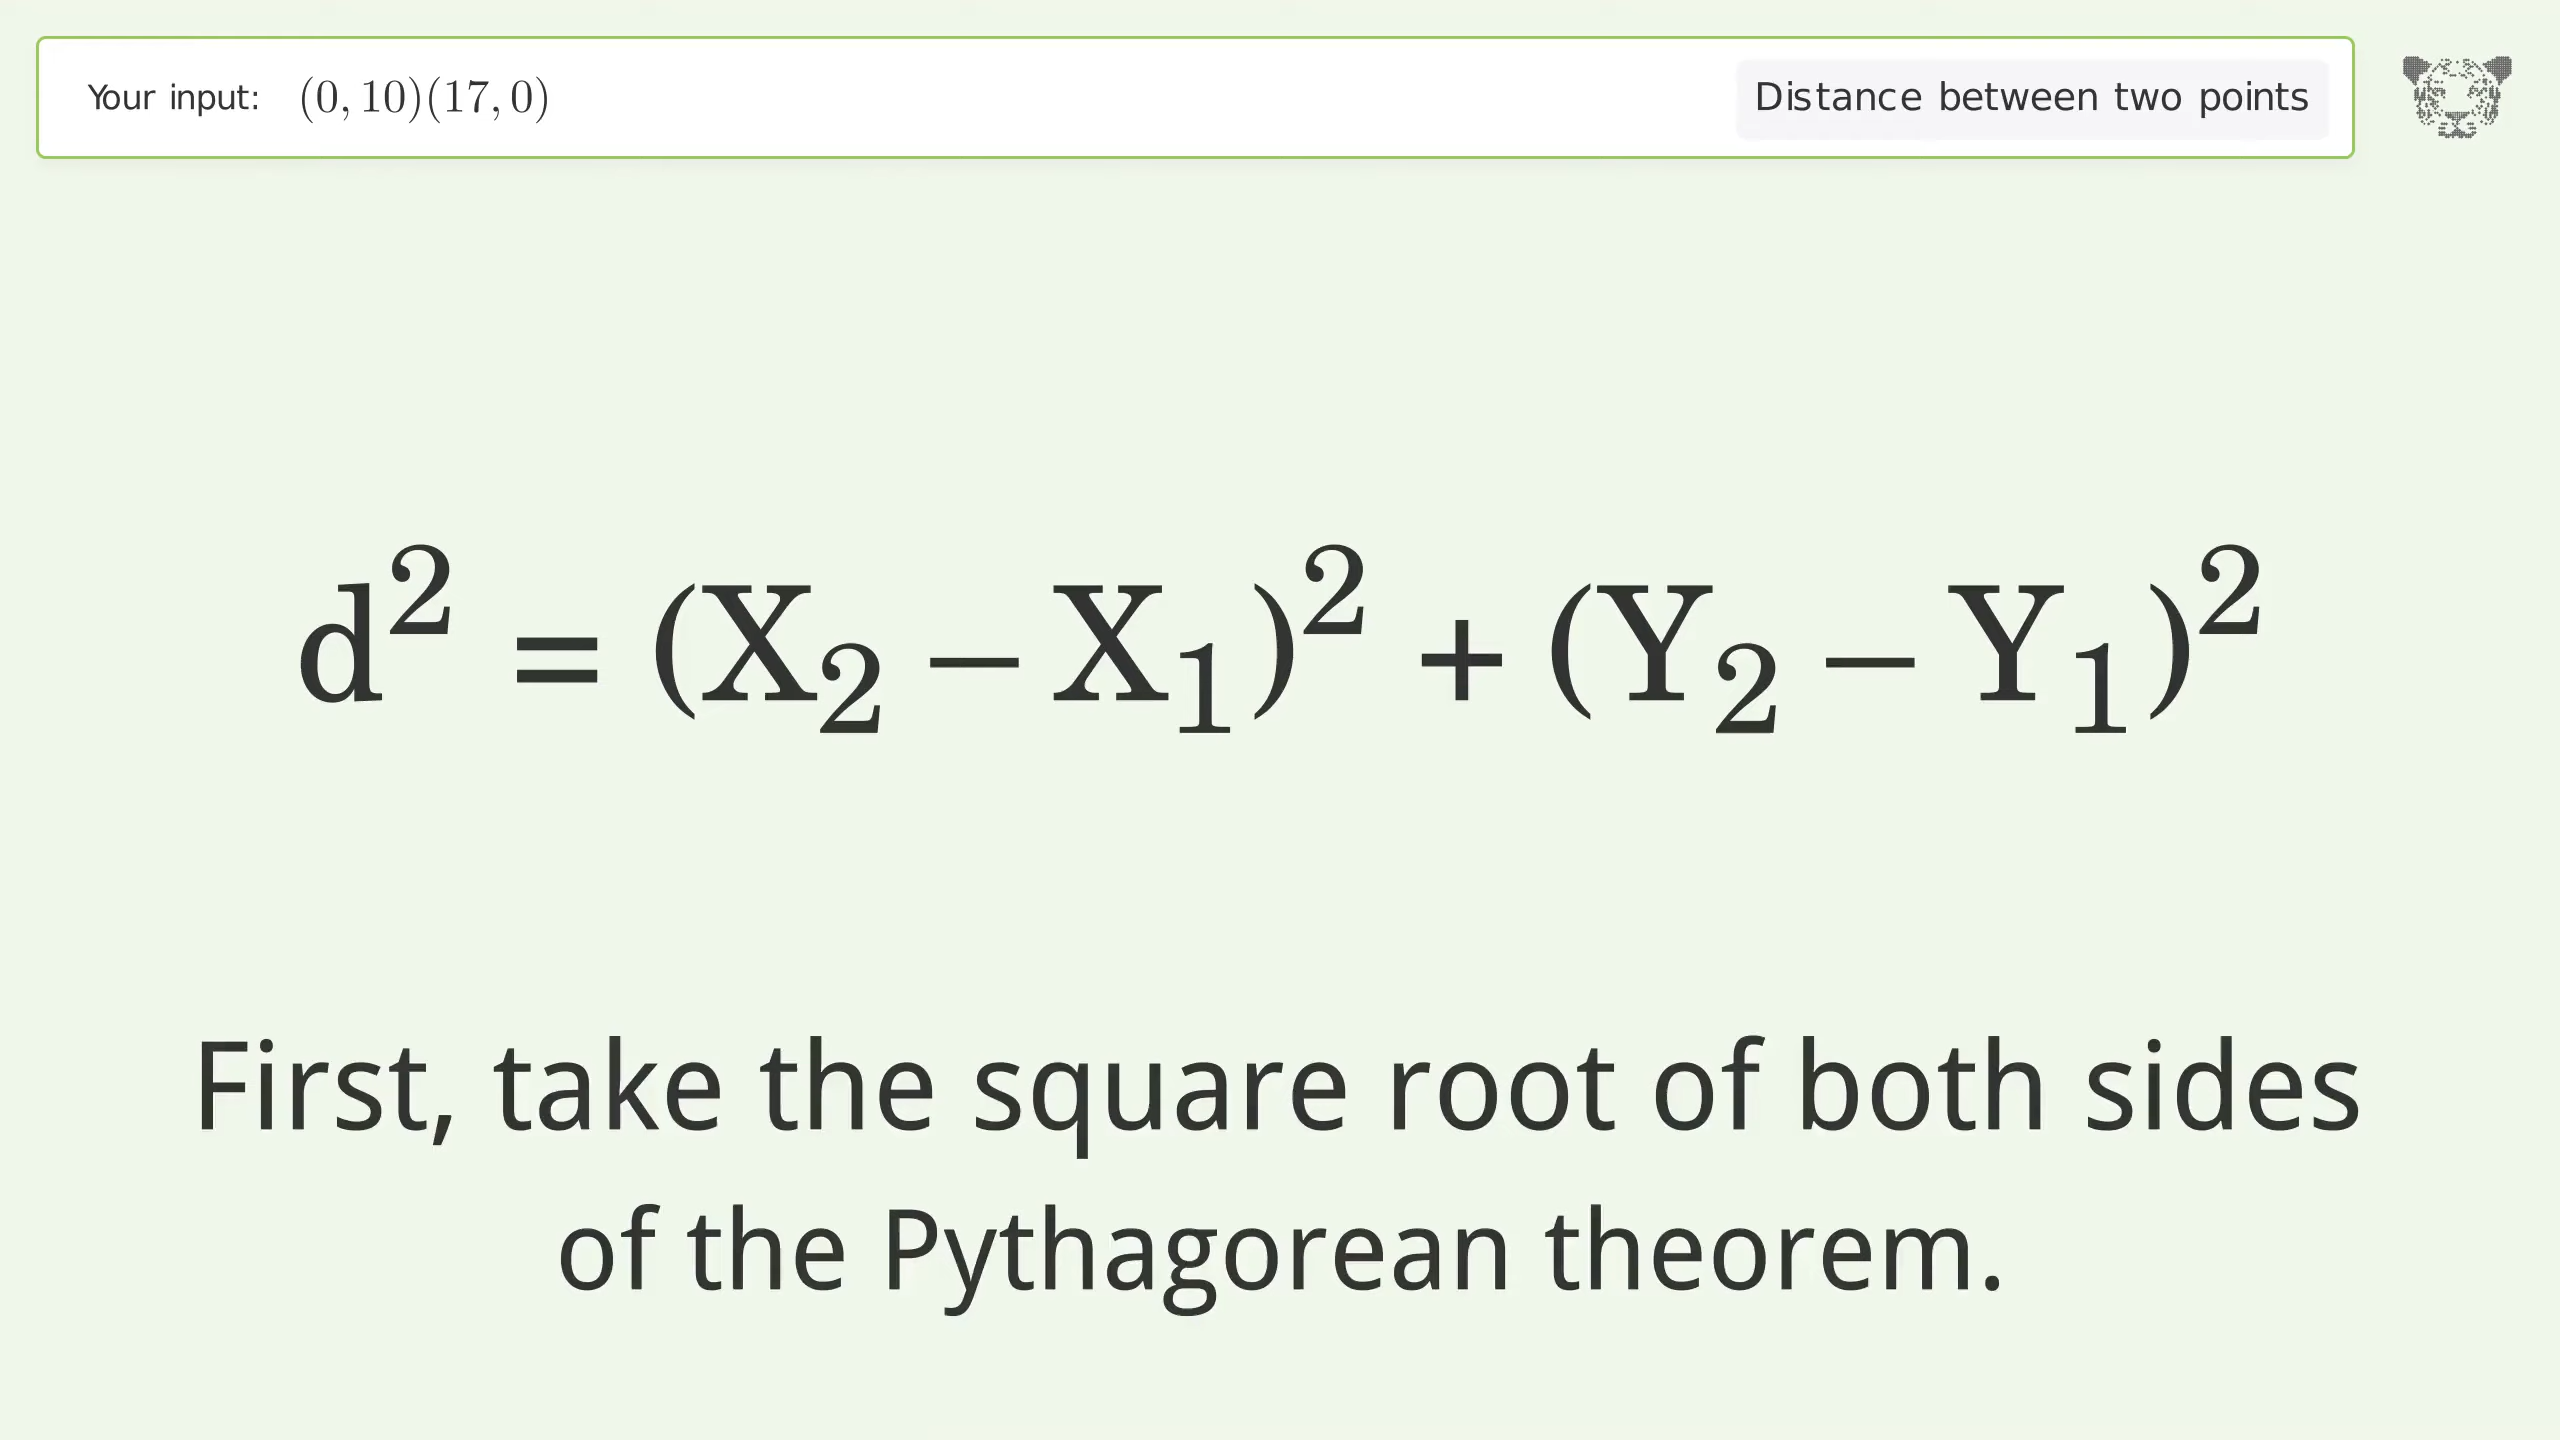 Your input: (0, 10)(17, 0) Distance between two points
d² = (X₂ – X₁)² + (Y₂ – Y₁)²
First, take the square root of both sides
of the Pythagorean theorem.